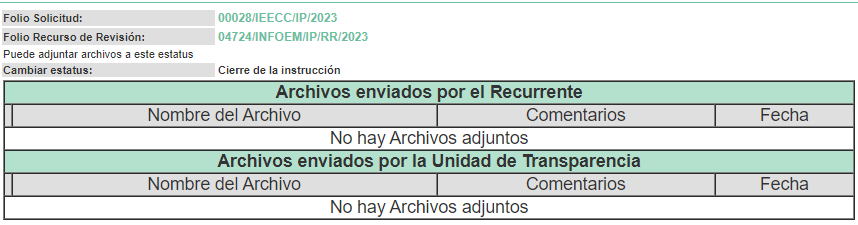 Folio Solicitud: 00028/IEECC/IP/2023
Folio Recurso de Revisión: 04724/INFOEM/IP/RR/2023
Puede adjuntar archivos a este estatus
Cambiar estatus: Cierre de la instrucción
Archivos enviados por el Recurrente
Nombre del Archivo Comentarios Fecha
No hay Archivos adjuntos
Archivos enviados por la Unidad de Transparencia
Nombre del Archivo Comentarios Fecha
No hay Archivos adjuntos